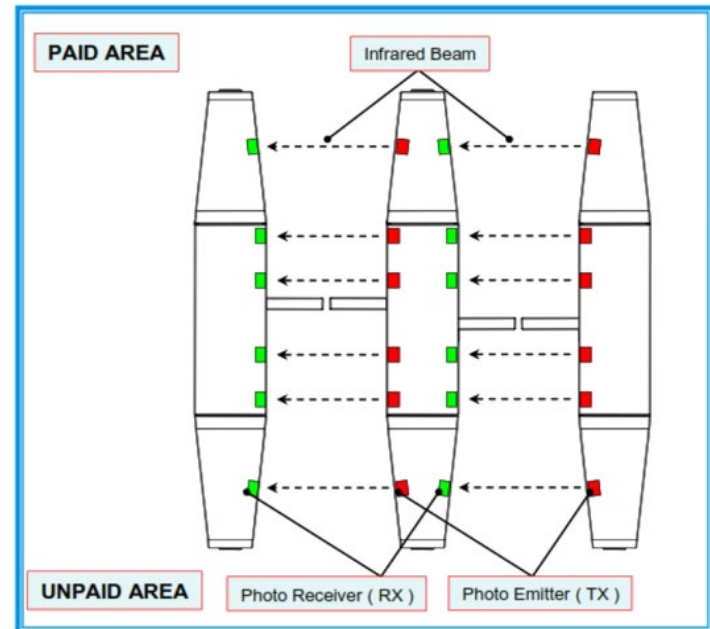 PAID AREA
Infrared Beam
UNPAID AREA
Photo Receiver ( RX )
Photo Emitter ( TX )